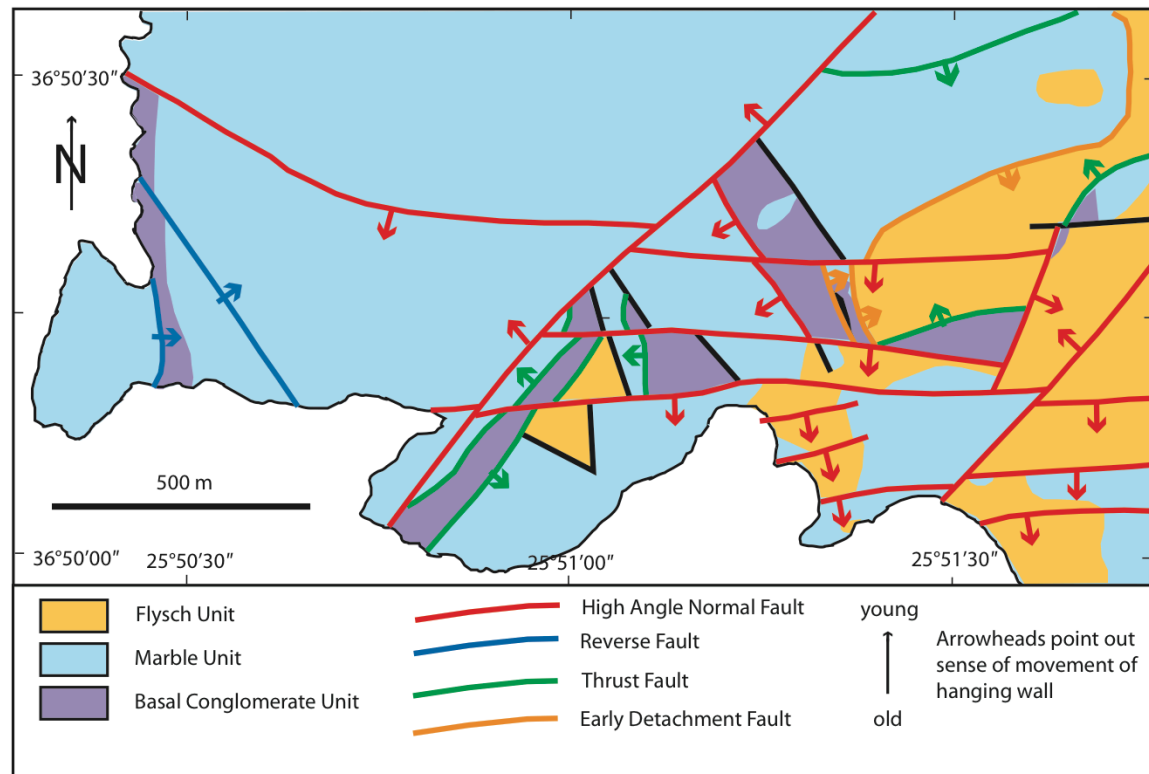 36°50'30"
N
500 m
36°50'00"
25°50'30"
25°51'00"
25°51'30"
Flysch Unit
Marble Unit
Basal Conglomerate Unit
High Angle Normal Fault
Reverse Fault
Thrust Fault
Early Detachment Fault
young
old
Arrowheads point out
sense of movement of
hanging wall